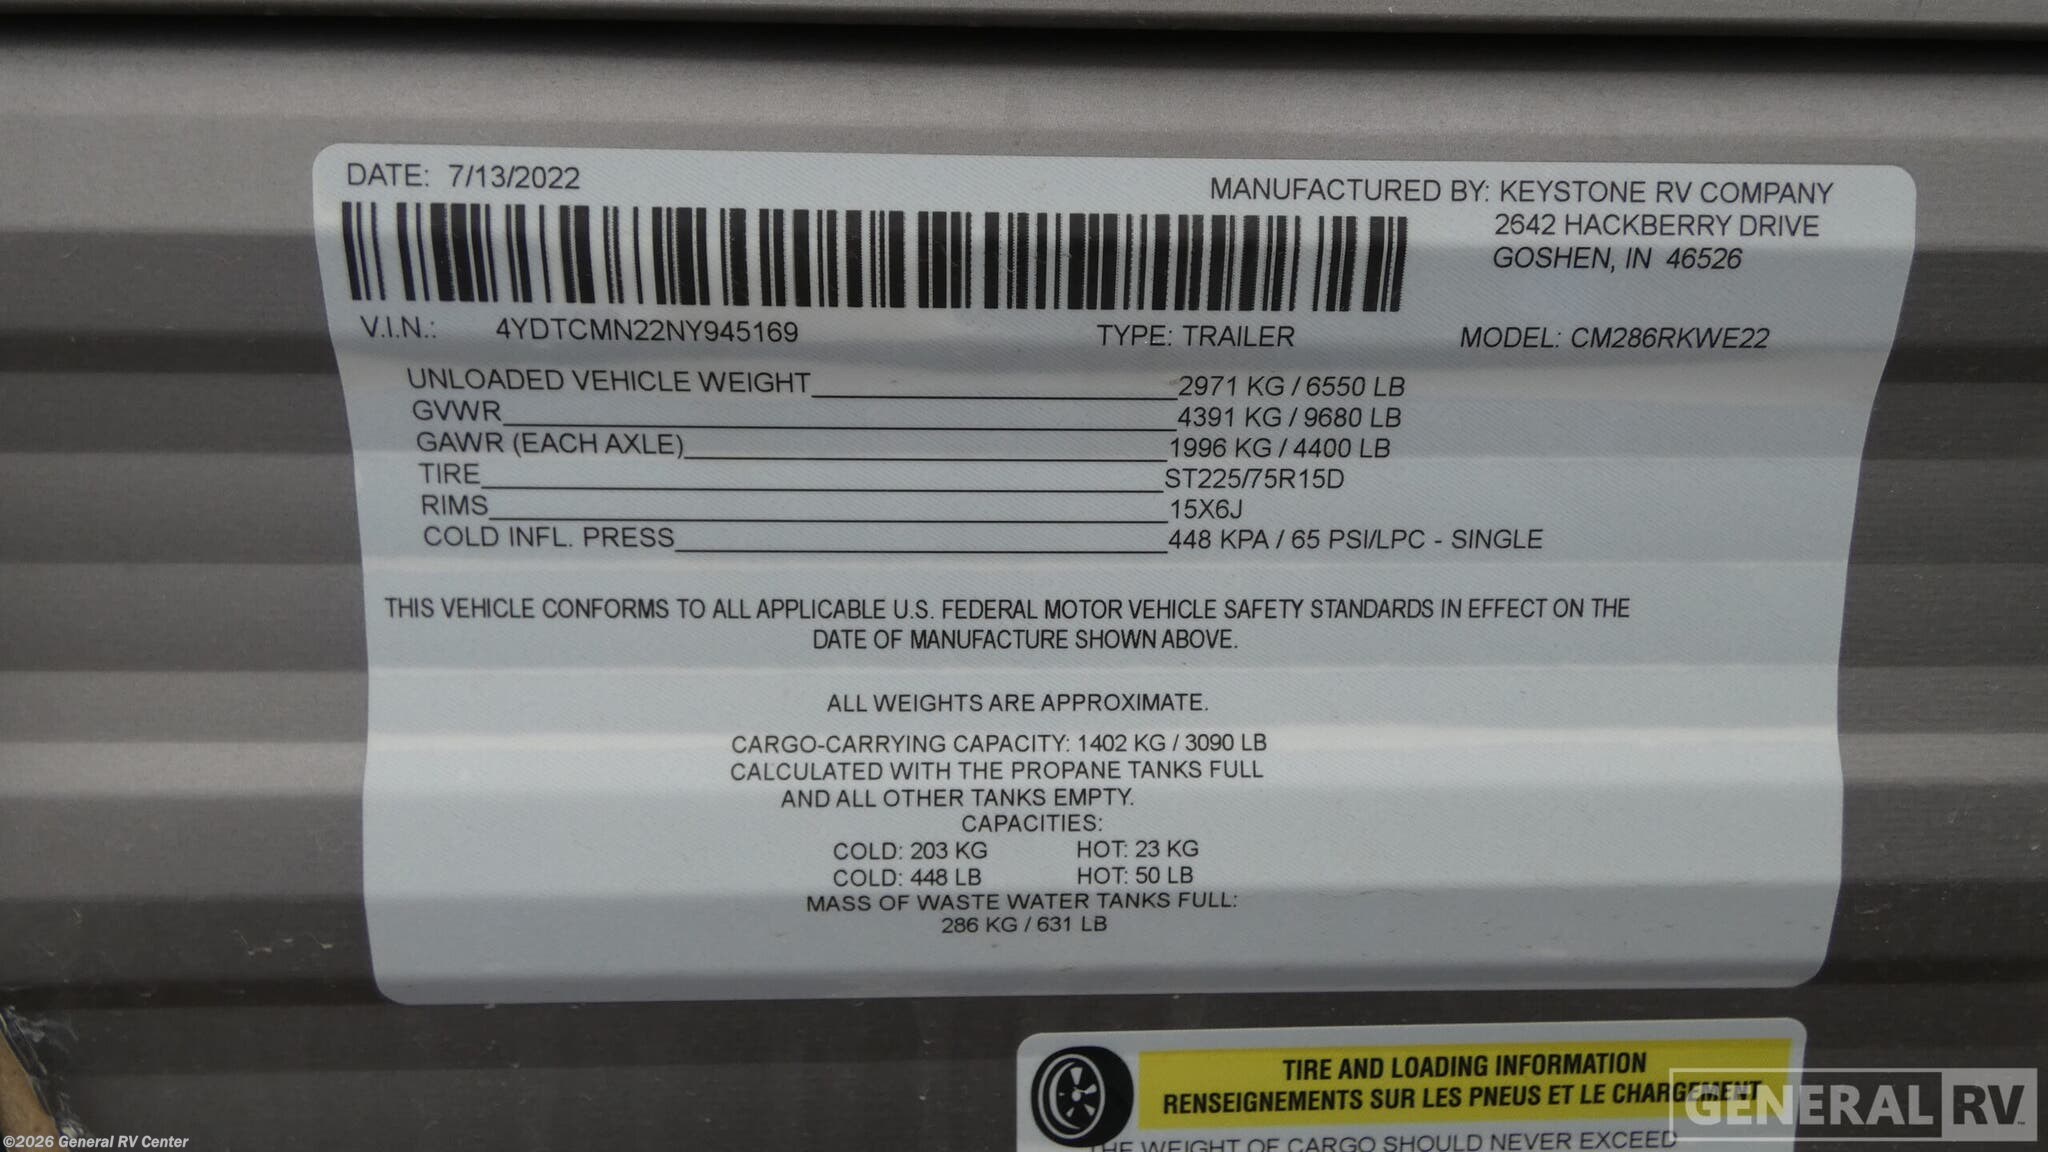 DATE: 7/13/2022
MANUFACTURED BY: KEYSTONE RV COMPANY
2642 HACKBERRY DRIVE
GOSHEN, IN 46526
V.I.N.: 4YDTCMN22NY945169 TYPE: TRAILER MODEL: CM286RKWE22
UNLOADED VEHICLE WEIGHT 2971 KG / 6550 LB
GVWR 4391 KG / 9680 LB
GAWR (EACH AXLE) 1996 KG / 4400 LB
TIRE ST225/75R15D
RIMS 15X6J
COLD INFL. PRESS 448 KPA / 65 PSI/LPC - SINGLE
THIS VEHICLE CONFORMS TO ALL APPLICABLE U.S. FEDERAL MOTOR VEHICLE SAFETY STANDARDS IN EFFECT ON THE
DATE OF MANUFACTURE SHOWN ABOVE.
ALL WEIGHTS ARE APPROXIMATE.
CARGO-CARRYING CAPACITY: 1402 KG / 3090 LB
CALCULATED WITH THE PROPANE TANKS FULL
AND ALL OTHER TANKS EMPTY.
CAPACITIES:
COLD: 203 KG HOT: 23 KG
COLD: 448 LB HOT: 50 LB
MASS OF WASTE WATER TANKS FULL:
286 KG / 631 LB
TIRE AND LOADING INFORMATION
RENSEIGNEMENTS SUR LES PNEUS ET LE CHARGEMENT
THE WEIGHT OF CARGO SHOULD NEVER EXCEED
GENERAL RV
©2026 General RV Center